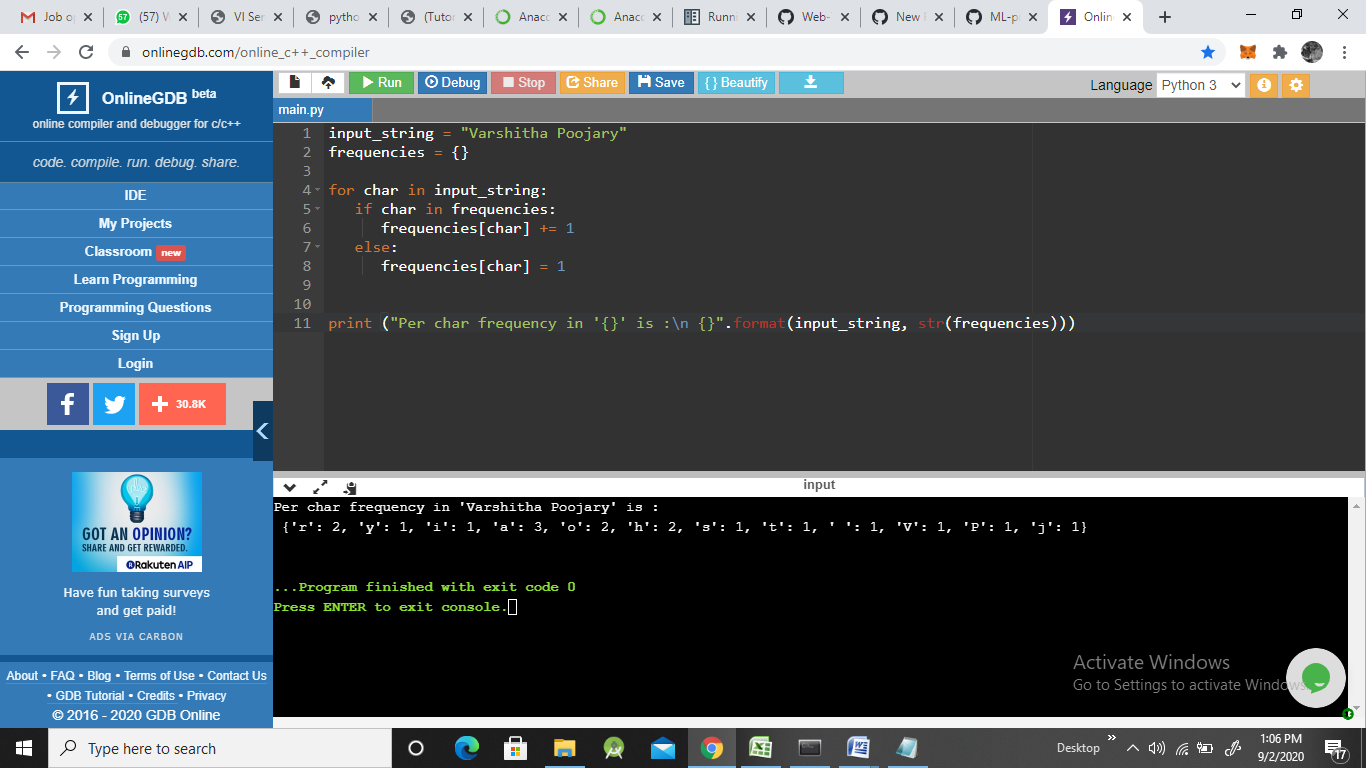 Job o
57 (57) W
VI Ser
pytho
(Tutor
Anaco
Anaco
Runni
Web-
New
ML-p
Onlin
onlinegdb.com/online_c++_compiler
OnlineGDB beta
online compiler and debugger for c/c++
code. compile. run. debug. share.
IDE
My Projects
Classroom new
Learn Programming
Programming Questions
Sign Up
Login
f
30.8K
GOT AN OPINION?
SHARE AND GET REWARDED.
Rakuten AIP
Have fun taking surveys
and get paid!
ADS VIA CARBON
About • FAQ • Blog • Terms of Use • Contact Us
• GDB Tutorial • Credits • Privacy
© 2016 - 2020 GDB Online
Run Debug Stop Share Save { } Beautify
Language Python 3
main.py
1 input_string = "Varshitha Poojary"
2 frequencies = {}
3
4 for char in input_string:
5 if char in frequencies:
6 frequencies[char] += 1
7 else:
8 frequencies[char] = 1
9
10
11 print ("Per char frequency in '{}' is :\n {}".format(input_string, str(frequencies)))
input
Per char frequency in 'Varshitha Poojary' is :
{'r': 2, 'y': 1, 'i': 1, 'a': 3, 'o': 2, 'h': 2, 's': 1, 't': 1, ' ': 1, 'V': 1, 'P': 1, 'j': 1}
...Program finished with exit code 0
Press ENTER to exit console.
Activate Windows
Go to Settings to activate Windows.
Type here to search
Desktop
1:06 PM
9/2/2020
17